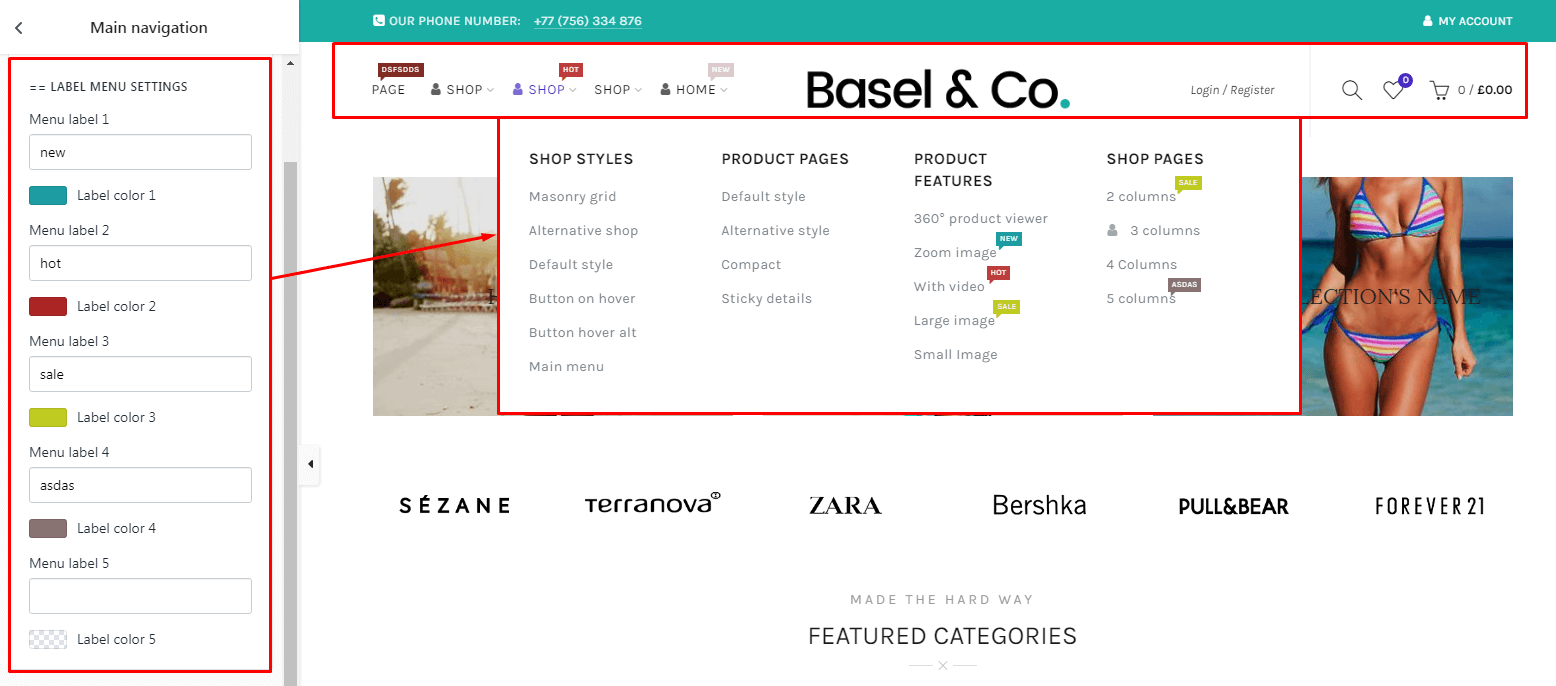 Main navigation
== LABEL MENU SETTINGS
Menu label 1
new
Label color 1
Menu label 2
hot
Label color 2
Menu label 3
sale
Label color 3
Menu label 4
asdas
Label color 4
Menu label 5
Label color 5
OUR PHONE NUMBER: +77 (756) 334 876
MY ACCOUNT
DSFSDDS HOT NEW
PAGE SHOP SHOP SHOP HOME
Basel & Co.
Login / Register
0
0 / £0.00
SHOP STYLES
Masonry grid
Alternative shop
Default style
Button on hover
Button hover alt
Main menu
PRODUCT PAGES
Default style
Alternative style
Compact
Sticky details
PRODUCT
FEATURES
360° product viewer
NEW
Zoom image
HOT
With video
SALE
Large image
Small Image
SHOP PAGES
SALE
2 columns
3 columns
4 Columns
ASDAS
5 columns
LECTION'S NAME
SÉZANE
Terranova
ZARA
Bershka
PULL&BEAR
FOREVER 21
MADE THE HARD WAY
FEATURED CATEGORIES